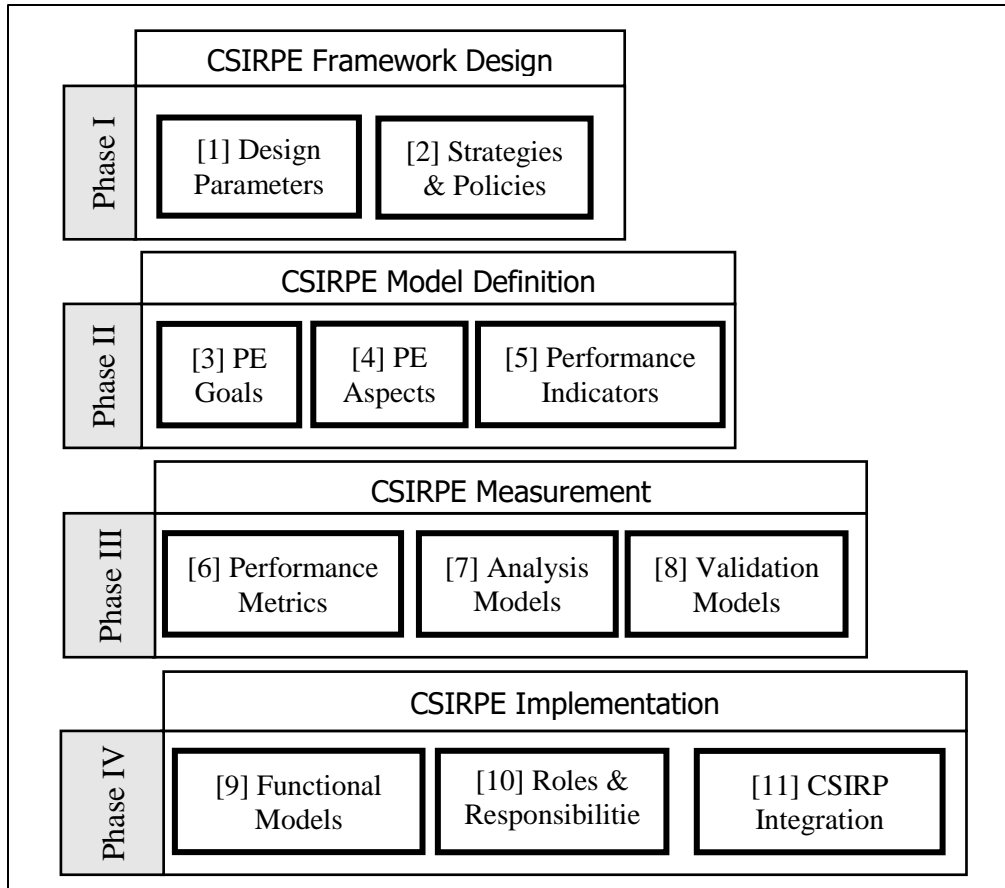 CSIRPE Framework Design
Phase I
[1] Design
Parameters
[2] Strategies
& Policies
CSIRPE Model Definition
Phase II
[3] PE
Goals
[4] PE
Aspects
[5] Performance
Indicators
CSIRPE Measurement
Phase III
[6] Performance
Metrics
[7] Analysis
Models
[8] Validation
Models
CSIRPE Implementation
Phase IV
[9] Functional
Models
[10] Roles &
Responsibilitie
[11] CSIRP
Integration